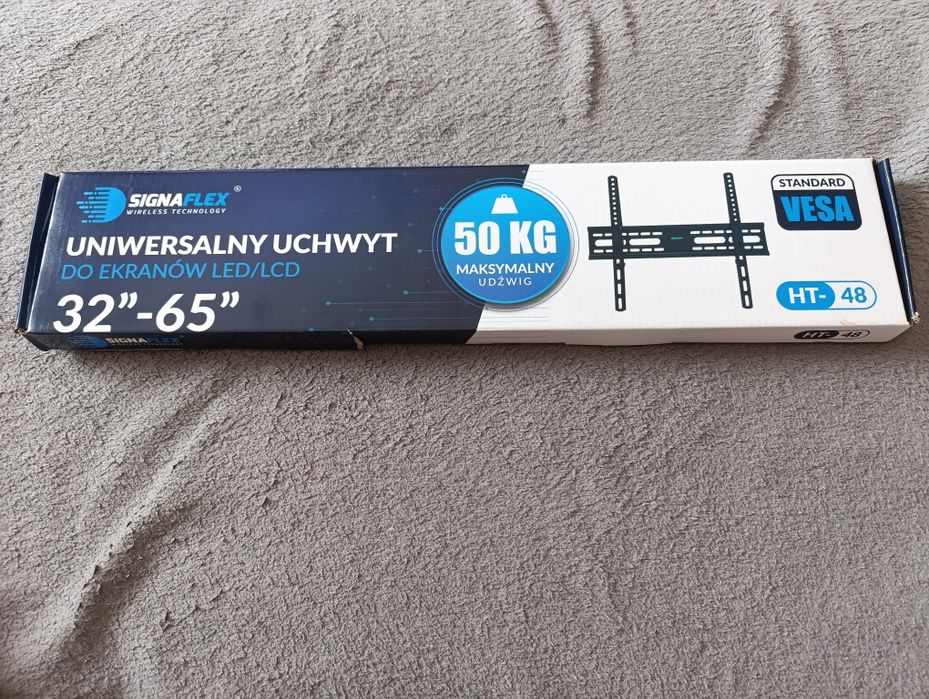 SIGNAFLEX®
WIRELESS TECHNOLOGY
UNIWERSALNY UCHWYT
DO EKRANÓW LED/LCD
32”-65”
50 KG
MAKSYMALNY
UDŹWIG
STANDARD
VESA
HT- 48
SIGNAFLEX
HT- 48